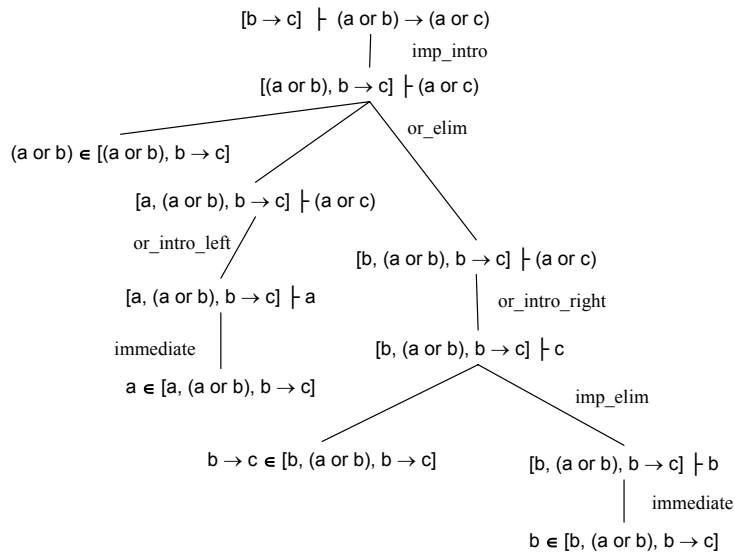 [b → c] ├ (a or b) → (a or c)
imp_intro
[(a or b), b → c] ├ (a or c)
or_elim
(a or b) ∈ [(a or b), b → c]
[a, (a or b), b → c] ├ (a or c)
or_intro_left
[b, (a or b), b → c] ├ (a or c)
[a, (a or b), b → c] ├ a
or_intro_right
immediate
[b, (a or b), b → c] ├ c
a ∈ [a, (a or b), b → c]
imp_elim
b → c ∈ [b, (a or b), b → c]
[b, (a or b), b → c] ├ b
immediate
b ∈ [b, (a or b), b → c]